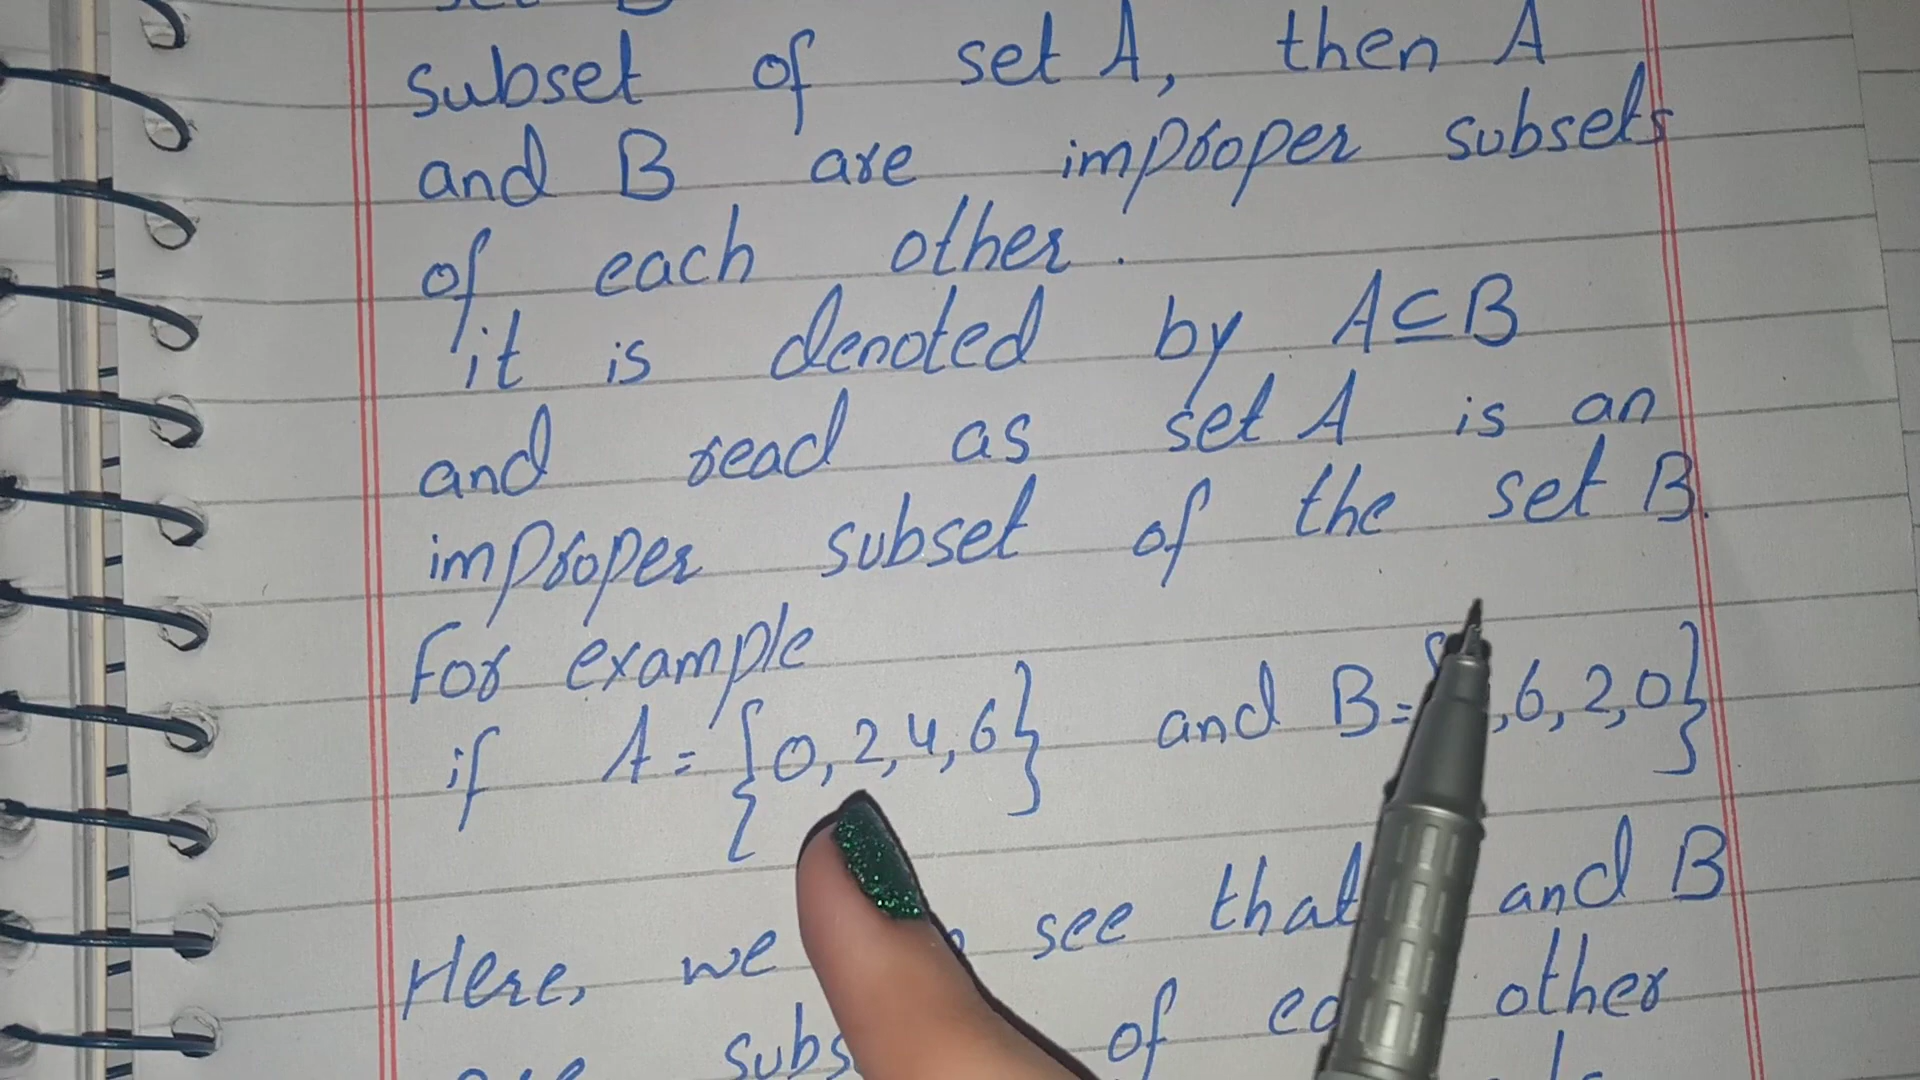 subset of set A, then A
and B are improper subsets
of each other.
it is denoted by A⊆B
and read as set A is an
improper subset of the set B.
For example
if A = {0, 2, 4, 6} and B = { , 6, 2, 0}
Here, we see that and B
of other